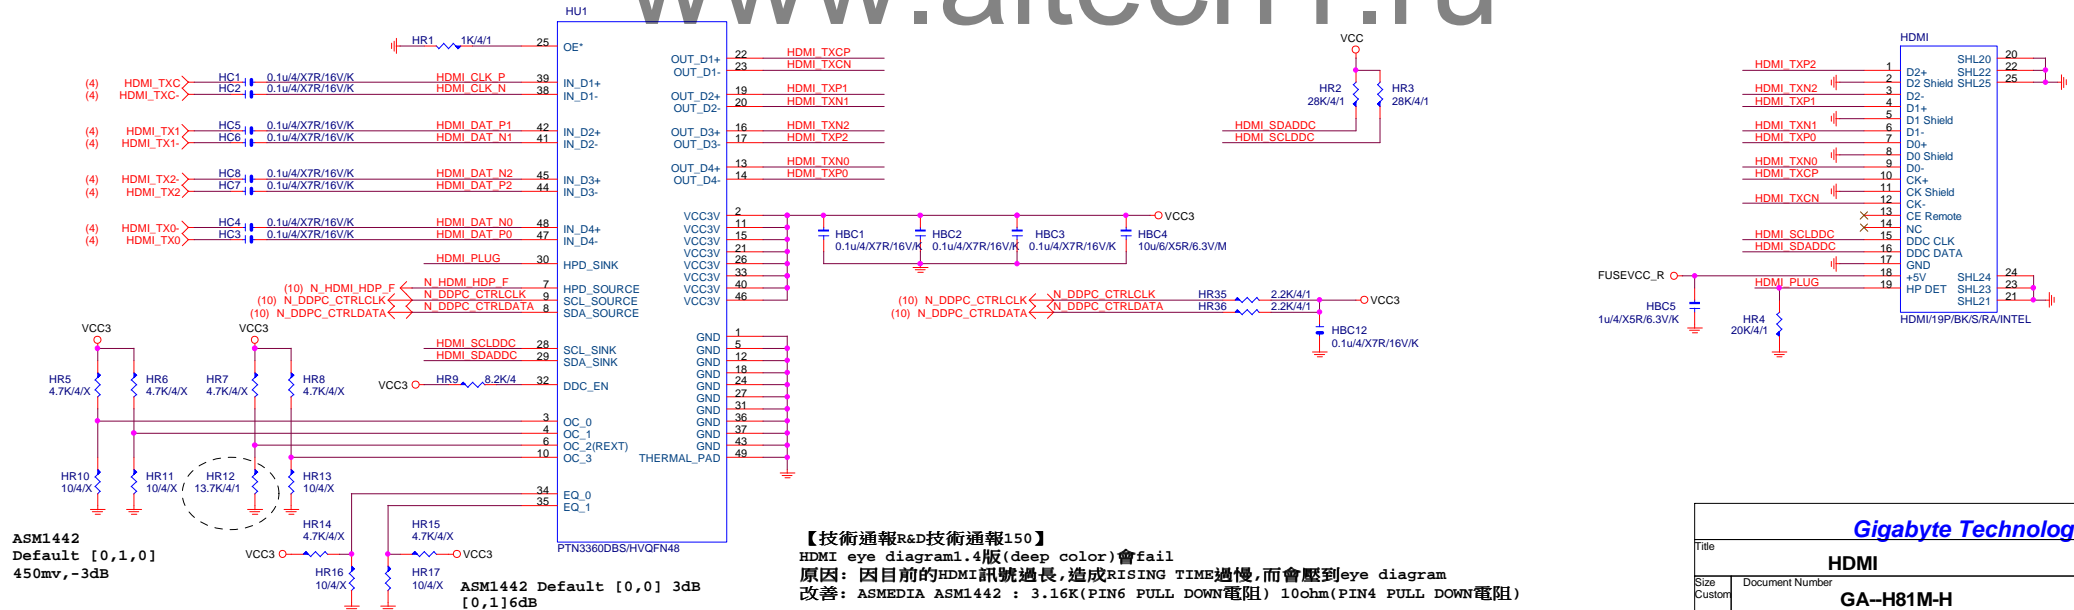 www.aitech1.ru
HU1
HR1 1K/4/1 25 OE*
(4) HDMI_TXC HC1 0.1u/4/X7R/16V/K HDMI_CLK_P 39 IN_D1+
(4) HDMI_TXC- HC2 0.1u/4/X7R/16V/K HDMI_CLK_N 38 IN_D1-
(4) HDMI_TX1 HC5 0.1u/4/X7R/16V/K HDMI_DAT_P1 42 IN_D2+
(4) HDMI_TX1- HC6 0.1u/4/X7R/16V/K HDMI_DAT_N1 41 IN_D2-
(4) HDMI_TX2- HC8 0.1u/4/X7R/16V/K HDMI_DAT_N2 45 IN_D3+
(4) HDMI_TX2 HC7 0.1u/4/X7R/16V/K HDMI_DAT_P2 44 IN_D3-
(4) HDMI_TX0- HC4 0.1u/4/X7R/16V/K HDMI_DAT_N0 48 IN_D4+
(4) HDMI_TX0 HC3 0.1u/4/X7R/16V/K HDMI_DAT_P0 47 IN_D4-
HDMI_PLUG 30 HPD_SINK
(10) N_HDMI_HDP_F N_HDMI_HDP_F 7 HPD_SOURCE
(10) N_DDPC_CTRLCLK N_DDPC_CTRLCLK 9 SCL_SOURCE
(10) N_DDPC_CTRLDATA N_DDPC_CTRLDATA 8 SDA_SOURCE
HDMI_SCLDDC 28 SCL_SINK
HDMI_SDADDC 29 SDA_SINK
VCC3 HR9 8.2K/4 32 DDC_EN
3 OC_0
4 OC_1
6 OC_2(REXT)
10 OC_3
34 EQ_0
35 EQ_1
PTN3360DBS/HVQFN48
OUT_D1+ 22 HDMI_TXCP
OUT_D1- 23 HDMI_TXCN
OUT_D2+ 19 HDMI_TXP1
OUT_D2- 20 HDMI_TXN1
OUT_D3+ 16 HDMI_TXN2
OUT_D3- 17 HDMI_TXP2
OUT_D4+ 13 HDMI_TXN0
OUT_D4- 14 HDMI_TXP0
VCC3V 2 VCC3
VCC3V 11
VCC3V 15
VCC3V 21
VCC3V 26
VCC3V 33
VCC3V 40
VCC3V 46
GND 1
GND 5
GND 12
GND 18
GND 24
GND 27
GND 31
GND 36
GND 37
GND 43
THERMAL_PAD 49
HBC1
0.1u/4/X7R/16V/K
HBC2
0.1u/4/X7R/16V/K
HBC3
0.1u/4/X7R/16V/K
HBC4
10u/6/X5R/6.3V/M
VCC
HR2
28K/4/1
HR3
28K/4/1
HDMI_SDADDC
HDMI_SCLDDC
(10) N_DDPC_CTRLCLK N_DDPC_CTRLCLK HR35 2.2K/4/1 VCC3
(10) N_DDPC_CTRLDATA N_DDPC_CTRLDATA HR36 2.2K/4/1
HBC12
0.1u/4/X7R/16V/K
HDMI
HDMI_TXP2 1 D2+
2 D2 Shield
HDMI_TXN2 3 D2-
HDMI_TXP1 4 D1+
5 D1 Shield
HDMI_TXN1 6 D1-
HDMI_TXP0 7 D0+
8 D0 Shield
HDMI_TXN0 9 D0-
HDMI_TXCP 10 CK+
11 CK Shield
HDMI_TXCN 12 CK-
13 CE Remote
14 NC
HDMI_SCLDDC 15 DDC CLK
HDMI_SDADDC 16 DDC DATA
17 GND
FUSEVCC_R 18 +5V
HDMI_PLUG 19 HP DET
SHL20 20
SHL22 22
SHL25 25
SHL24 24
SHL23 23
SHL21 21
HDMI/19P/BK/S/RA/INTEL
HBC5
1u/4/X5R/6.3V/K
HR4
20K/4/1
VCC3
VCC3
HR5
4.7K/4/X
HR6
4.7K/4/X
HR7
4.7K/4/X
HR8
4.7K/4/X
HR10
10/4/X
HR11
10/4/X
HR12
13.7K/4/1
HR13
10/4/X
VCC3
HR14
4.7K/4/X
HR15
4.7K/4/X
VCC3
HR16
10/4/X
HR17
10/4/X
ASM1442
Default [0,1,0]
450mv,-3dB
ASM1442 Default [0,0] 3dB
[0,1]6dB
【技術通報R&D技術通報150】
HDMI eye diagram1.4版(deep color)會fail
原因: 因目前的HDMI訊號過長,造成RISING TIME過慢,而會壓到eye diagram
改善: ASMEDIA ASM1442 : 3.16K(PIN6 PULL DOWN電阻) 10ohm(PIN4 PULL DOWN電阻)
Gigabyte Technolog
Title
HDMI
Size
Custom
Document Number
GA--H81M-H